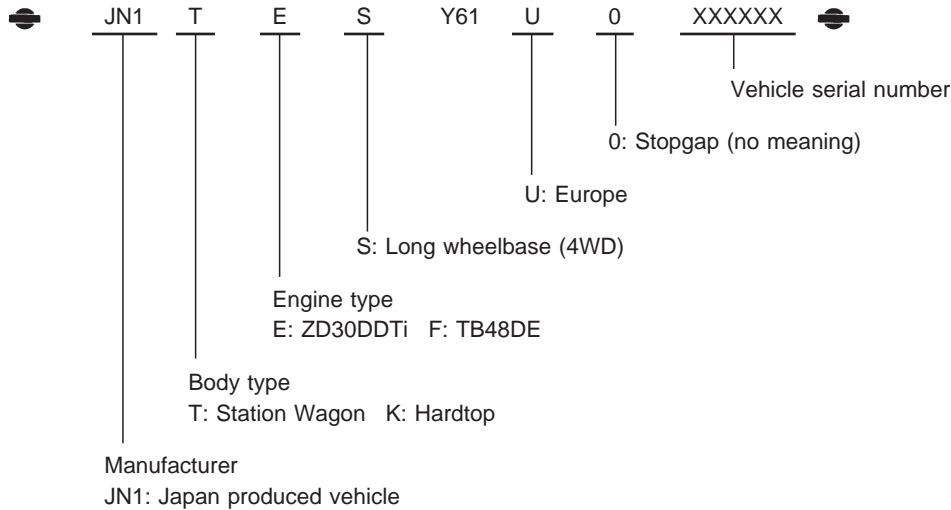 JN1 T E S Y61 U 0 XXXXXX
Vehicle serial number
0: Stopgap (no meaning)
U: Europe
S: Long wheelbase (4WD)
Engine type
E: ZD30DDTi F: TB48DE
Body type
T: Station Wagon K: Hardtop
Manufacturer
JN1: Japan produced vehicle